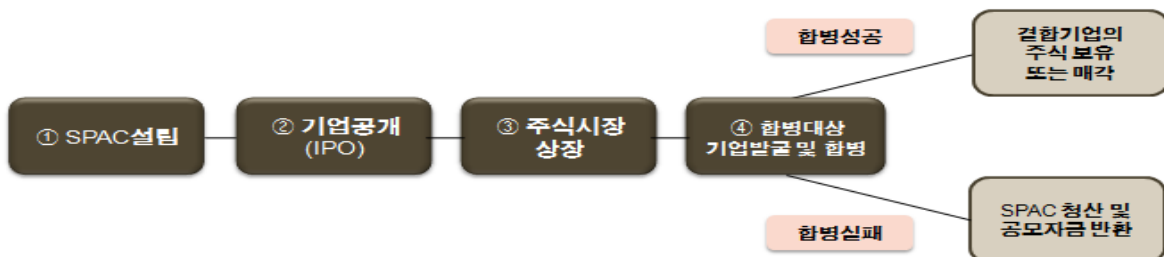 합병성공
결합기업의
주식 보유
또는 매각
① SPAC설립
② 기업공개
(IPO)
③ 주식시장
상장
④ 합병대상
기업발굴 및 합병
합병실패
SPAC 청산 및
공모자금 반환